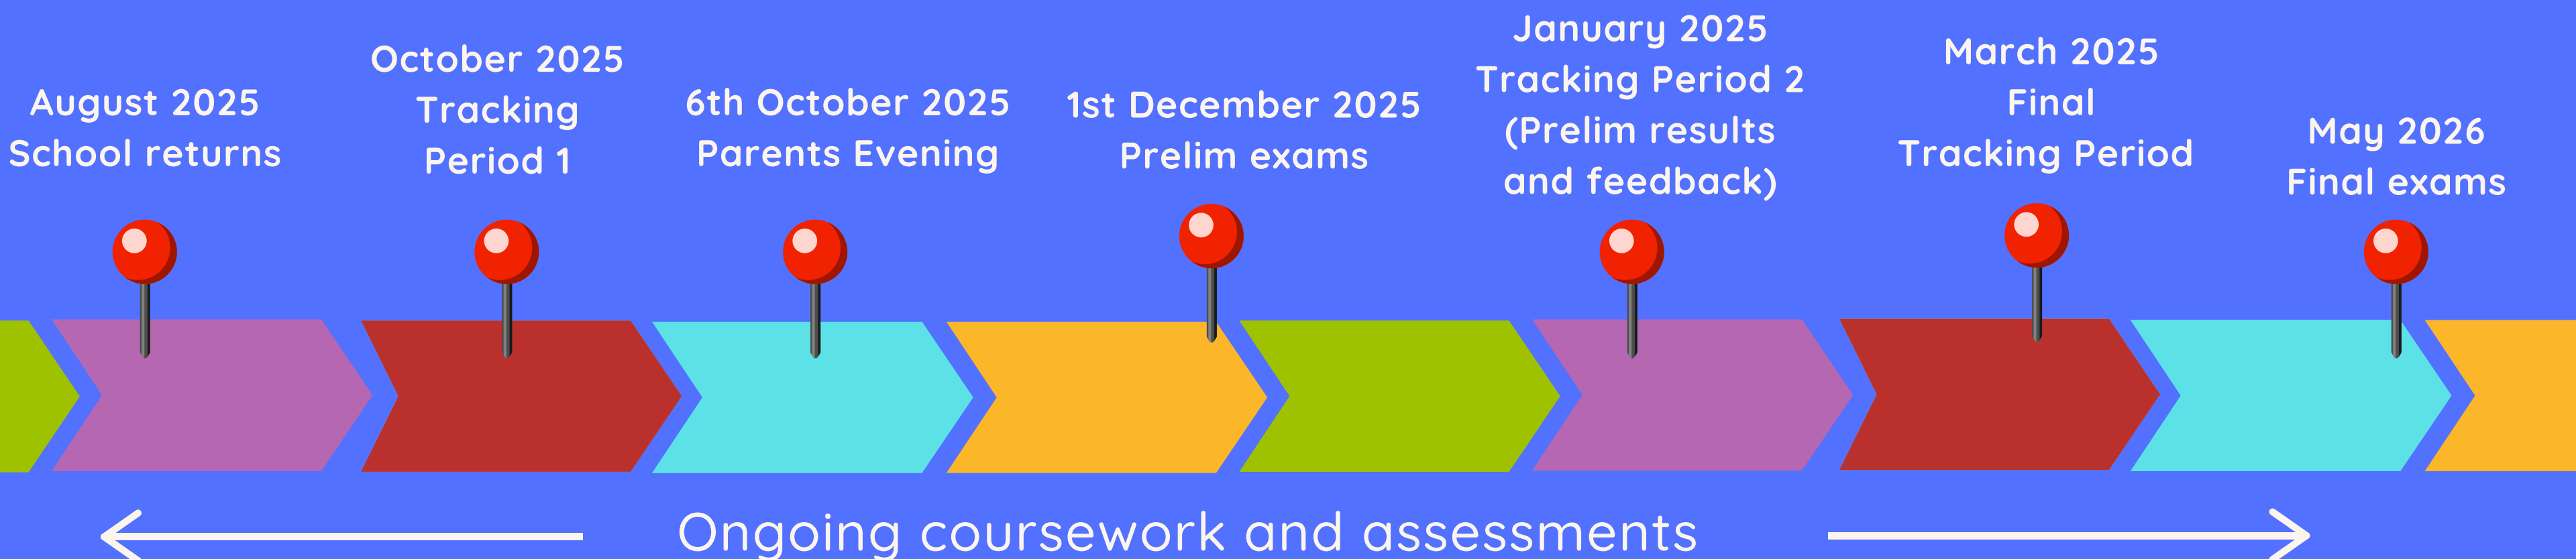 August 2025
School returns
October 2025
Tracking
Period 1
6th October 2025
Parents Evening
1st December 2025
Prelim exams
January 2025
Tracking Period 2
(Prelim results
and feedback)
March 2025
Final
Tracking Period
May 2026
Final exams
Ongoing coursework and assessments